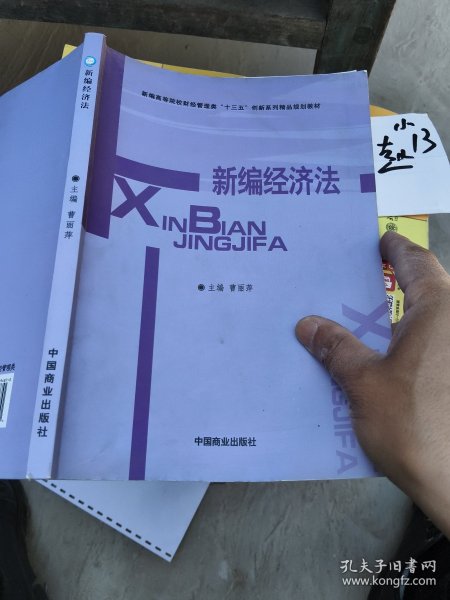 新编高等院校财经管理类“十三五”创新系列精品规划教材
新编经济法
XINBIAN
JINGJIFA
主编 曹丽萍
中国商业出版社
XINBIAN
JINGJIFA
新编经济法
主编 曹丽萍
中国商业出版社
小13
孔夫子旧书网
www.kongfz.com